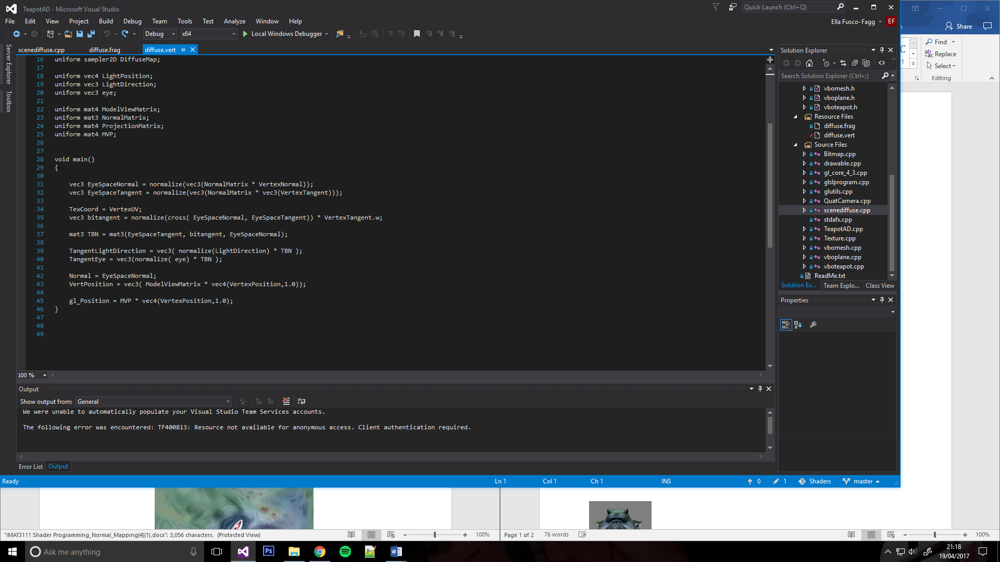 TeapotAD - Microsoft Visual Studio
Quick Launch (Ctrl+Q)
File Edit View Project Build Debug Team Tools Test Analyze Window Help
Ella Fusco-Fagg EF
Debug x64 Local Windows Debugger
Server Explorer
Toolbox
scenediffuse.cpp diffuse.frag diffuse.vert
16 uniform sampler2D DiffuseMap;
17
18 uniform vec4 LightPosition;
19 uniform vec3 LightDirection;
20 uniform vec3 eye;
21
22 uniform mat4 ModelViewMatrix;
23 uniform mat3 NormalMatrix;
24 uniform mat4 ProjectionMatrix;
25 uniform mat4 MVP;
26
27
28 void main()
29 {
30
31 vec3 EyeSpaceNormal = normalize(vec3(NormalMatrix * VertexNormal));
32 vec3 EyeSpaceTangent = normalize(vec3(NormalMatrix * vec3(VertexTangent)));
33
34 TexCoord = VertexUV;
35 vec3 bitangent = normalize(cross( EyeSpaceNormal, EyeSpaceTangent)) * VertexTangent.w;
36
37 mat3 TBN = mat3(EyeSpaceTangent, bitangent, EyeSpaceNormal);
38
39 TangentLightDirection = vec3( normalize(LightDirection) * TBN );
40 TangentEye = vec3(normalize( eye) * TBN );
41
42 Normal = EyeSpaceNormal;
43 VertPosition = vec3( ModelViewMatrix * vec4(VertexPosition,1.0));
44
45 gl_Position = MVP * vec4(VertexPosition,1.0);
46 }
47
48
49
100 %
Output
Show output from: General
We were unable to automatically populate your Visual Studio Team Services accounts.
The following error was encountered: TF400813: Resource not available for anonymous access. Client authentication required.
Error List Output
Ready Ln 1 Col 1 Ch 1 INS 0 1 Shaders master
Solution Explorer
Search Solution Explorer (Ctrl+;)
vbomesh.h
vboplane.h
vboteapot.h
Resource Files
diffuse.frag
diffuse.vert
Source Files
Bitmap.cpp
drawable.cpp
gl_core_4_3.cpp
glslprogram.cpp
glutils.cpp
QuatCamera.cpp
scenediffuse.cpp
stdafx.cpp
TeapotAD.cpp
Texture.cpp
vbomesh.cpp
vboplane.cpp
vboteapot.cpp
ReadMe.txt
Solution Ex... Team Explo... Class View
Properties
Share
Find
Replace
Select
Editing
"IMAT3111 Shader Programming_Normal_Mapping(4)(1).docx": 3,056 characters. (Protected View) 100%
Page 1 of 2 76 words 100%
Ask me anything
21:18
19/04/2017